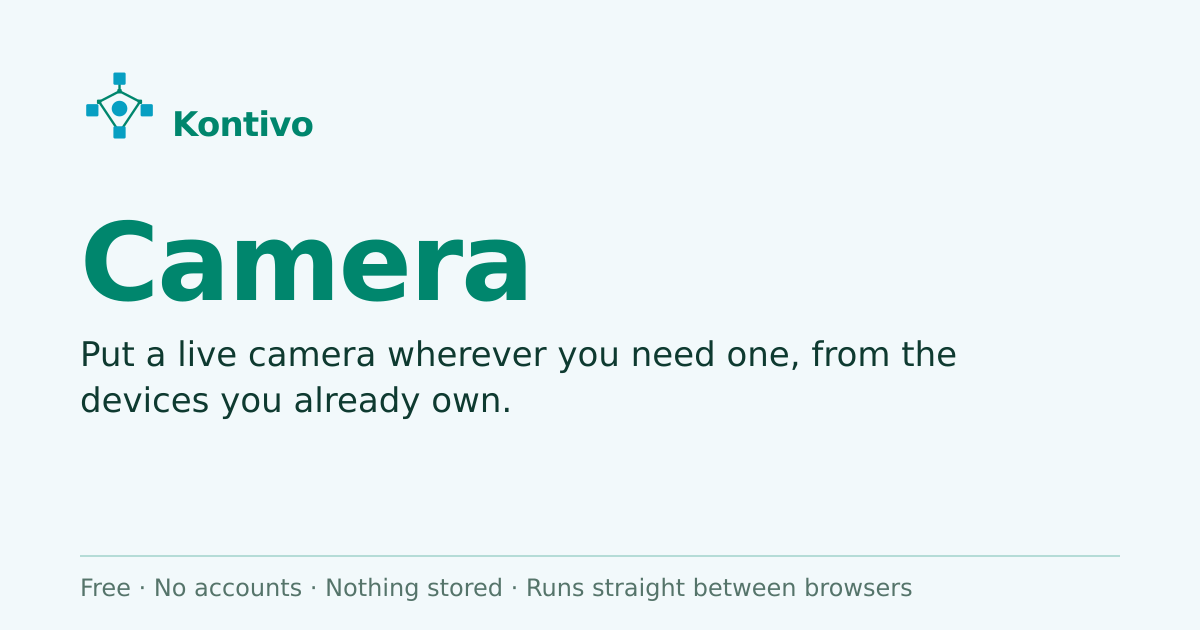 Kontivo
Camera
Put a live camera wherever you need one, from the
devices you already own.
Free · No accounts · Nothing stored · Runs straight between browsers